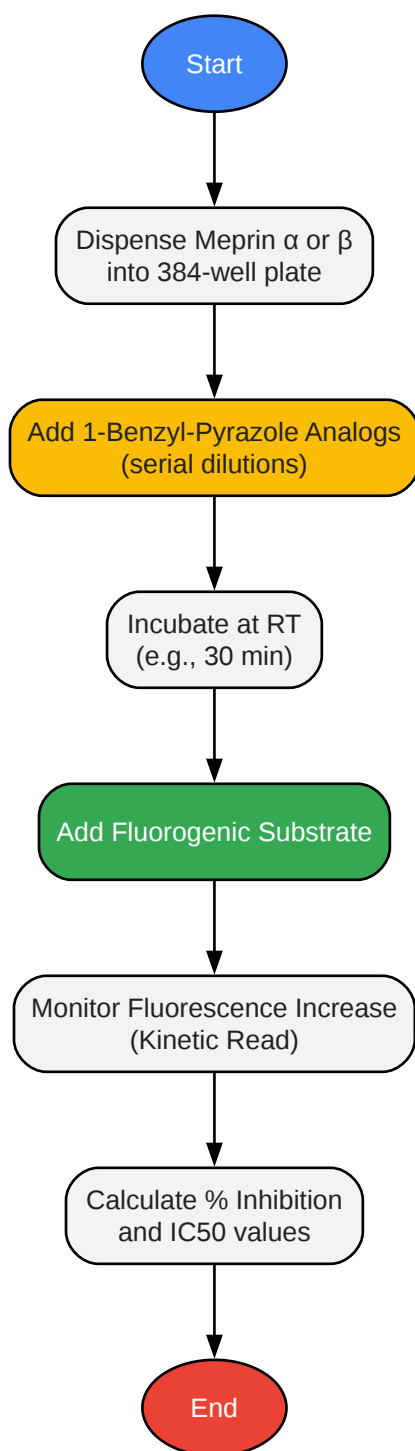 Start
Dispense Meprin α or β
into 384-well plate
Add 1-Benzyl-Pyrazole Analogs
(serial dilutions)
Incubate at RT
(e.g., 30 min)
Add Fluorogenic Substrate
Monitor Fluorescence Increase
(Kinetic Read)
Calculate % Inhibition
and IC50 values
End